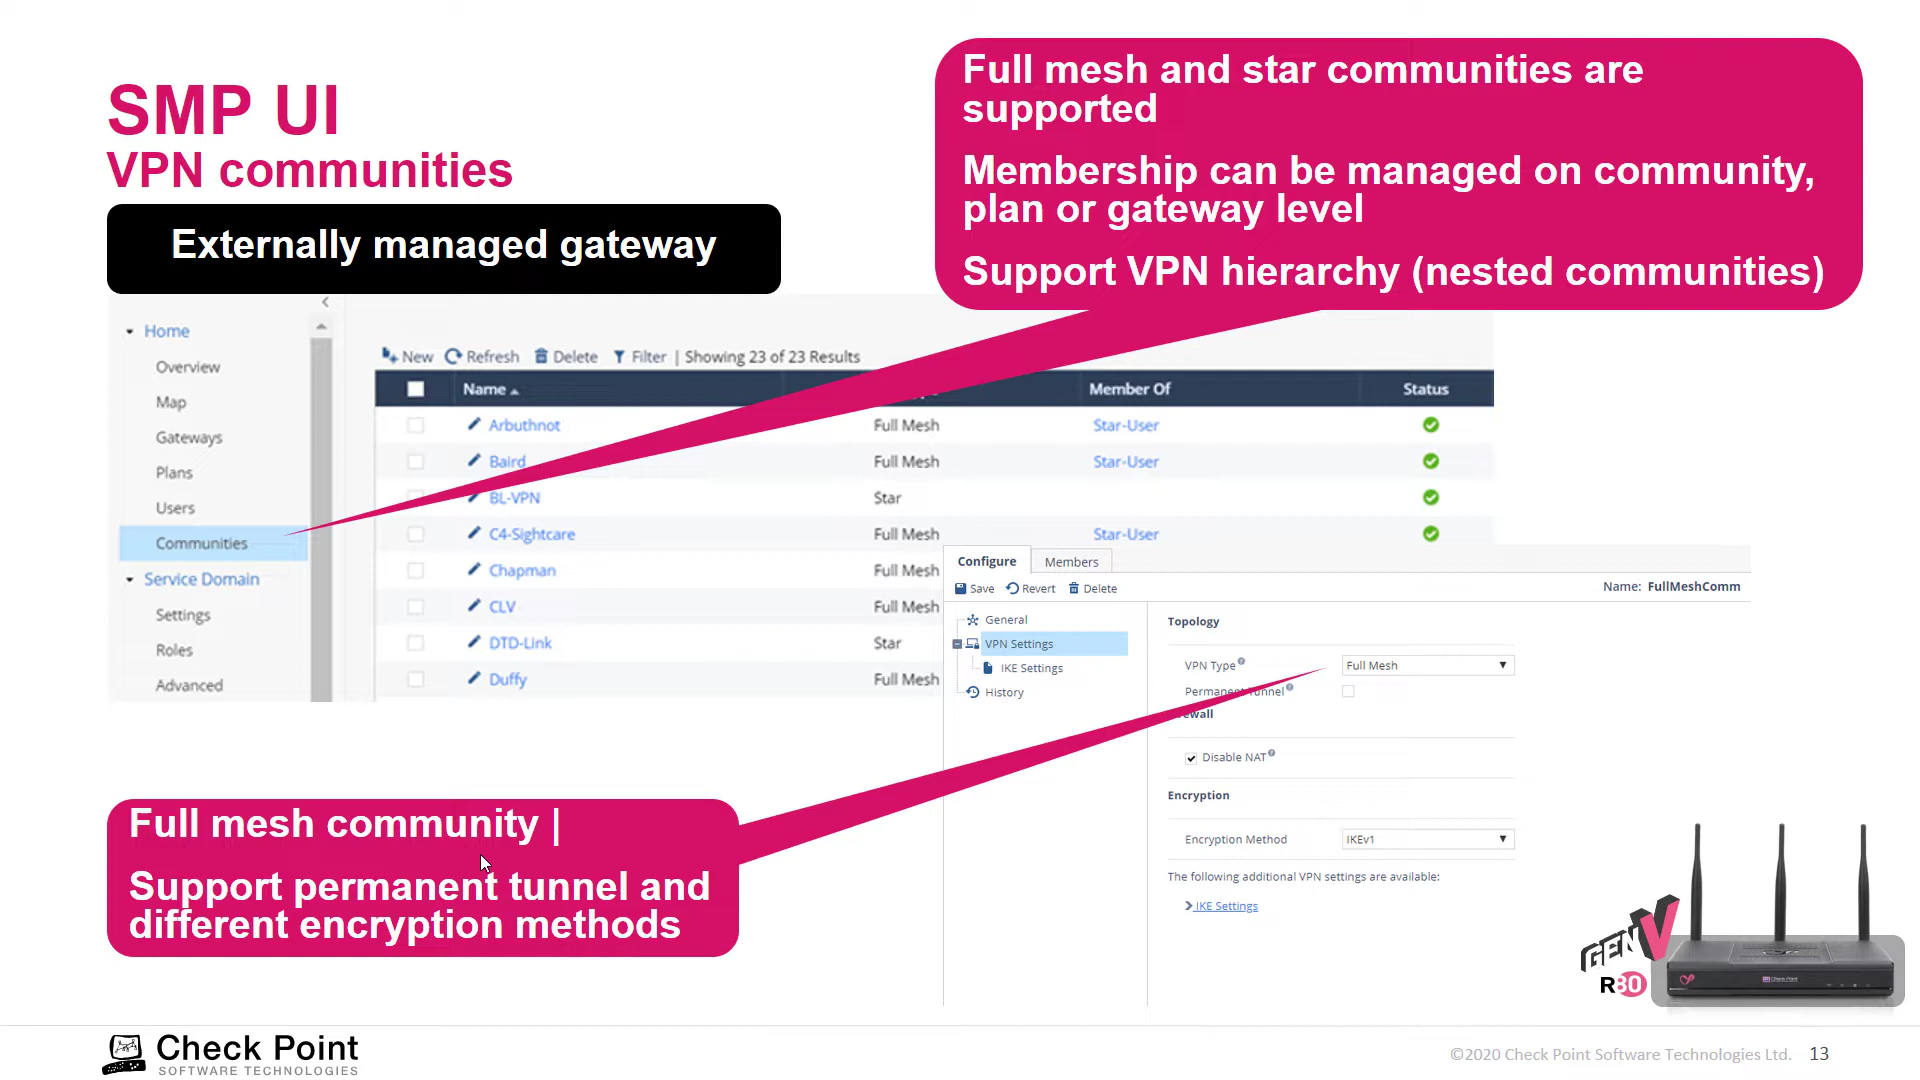 SMP UI
VPN communities
Externally managed gateway
Full mesh and star communities are
supported
Membership can be managed on community,
plan or gateway level
Support VPN hierarchy (nested communities)
Home
Overview
Map
Gateways
Plans
Users
Communities
Service Domain
Settings
Roles
Advanced
New Refresh Delete Filter | Showing 23 of 23 Results
Name Member Of Status
Arbuthnot Full Mesh Star-User
Baird Full Mesh Star-User
BL-VPN Star
C4-Sightcare Full Mesh Star-User
Chapman Full Mesh
CLV Full Mesh
DTD-Link Star
Duffy Full Mesh
Configure Members
Save Revert Delete Name: FullMeshComm
General
VPN Settings
IKE Settings
History
Topology
VPN Type Full Mesh
Permanent Tunnel
Disable NAT
Encryption
Encryption Method IKEv1
The following additional VPN settings are available:
IKE Settings
Full mesh community |
Support permanent tunnel and
different encryption methods
GEN V
R80
Check Point
Check Point
SOFTWARE TECHNOLOGIES
©2020 Check Point Software Technologies Ltd. 13